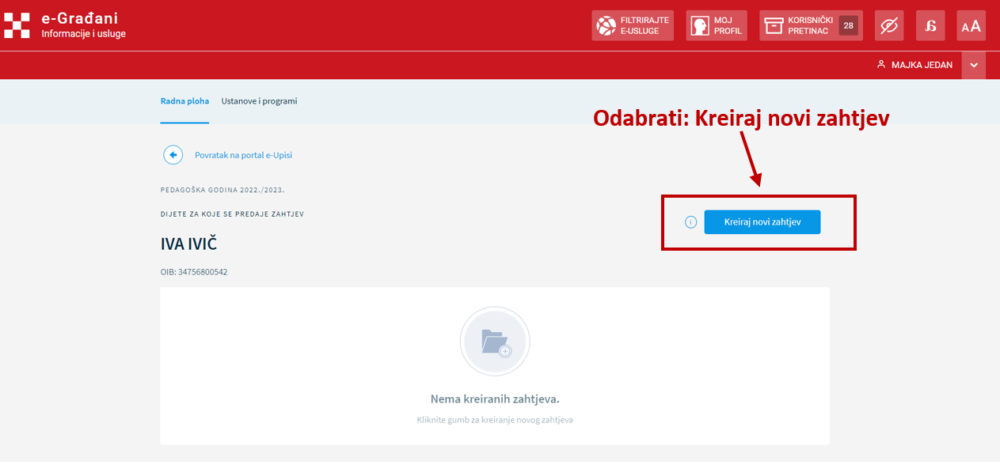 e-Građani
Informacije i usluge
FILTRIRAJTE
E-USLUGE
MOJ
PROFIL
KORISNIČKI
PRETINAC
28
AA
MAJKA JEDAN
Radna ploha
Ustanove i programi
Odabrati: Kreiraj novi zahtjev
Povratak na portal e-Upisi
PEDAGOŠKA GODINA 2022./2023.
DIJETE ZA KOJE SE PREDAJE ZAHTJEV
i
Kreiraj novi zahtjev
IVA IVIČ
OIB: 34756800542
Nema kreiranih zahtjeva.
Kliknite gumb za kreiranje novog zahtjeva